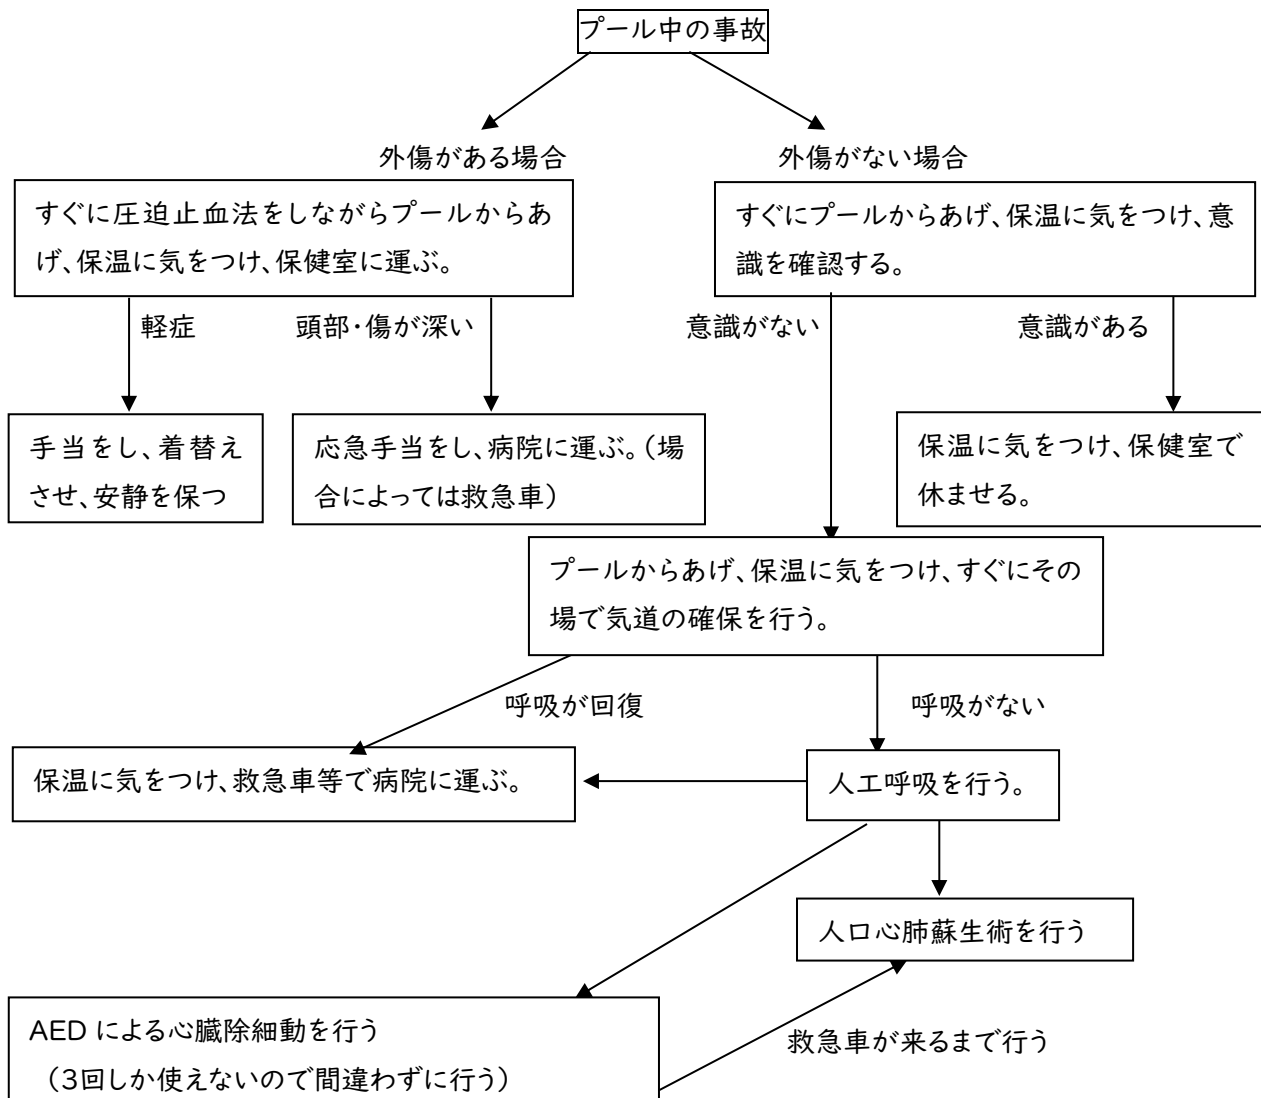 プール中の事故
外傷がある場合
外傷がない場合
すぐに圧迫止血法をしながらプールからあ
げ、保温に気をつけ、保健室に運ぶ。
すぐにプールからあげ、保温に気をつけ、意
識を確認する。
軽症
頭部・傷が深い
意識がない
意識がある
手当をし、着替え
させ、安静を保つ
応急手当をし、病院に運ぶ。（場
合によっては救急車）
保温に気をつけ、保健室で
休ませる。
プールからあげ、保温に気をつけ、すぐにその
場で気道の確保を行う。
呼吸が回復
呼吸がない
保温に気をつけ、救急車等で病院に運ぶ。
人工呼吸を行う。
人口心肺蘇生術を行う
AED による心臓除細動を行う
（3回しか使えないので間違わずに行う）
救急車が来るまで行う